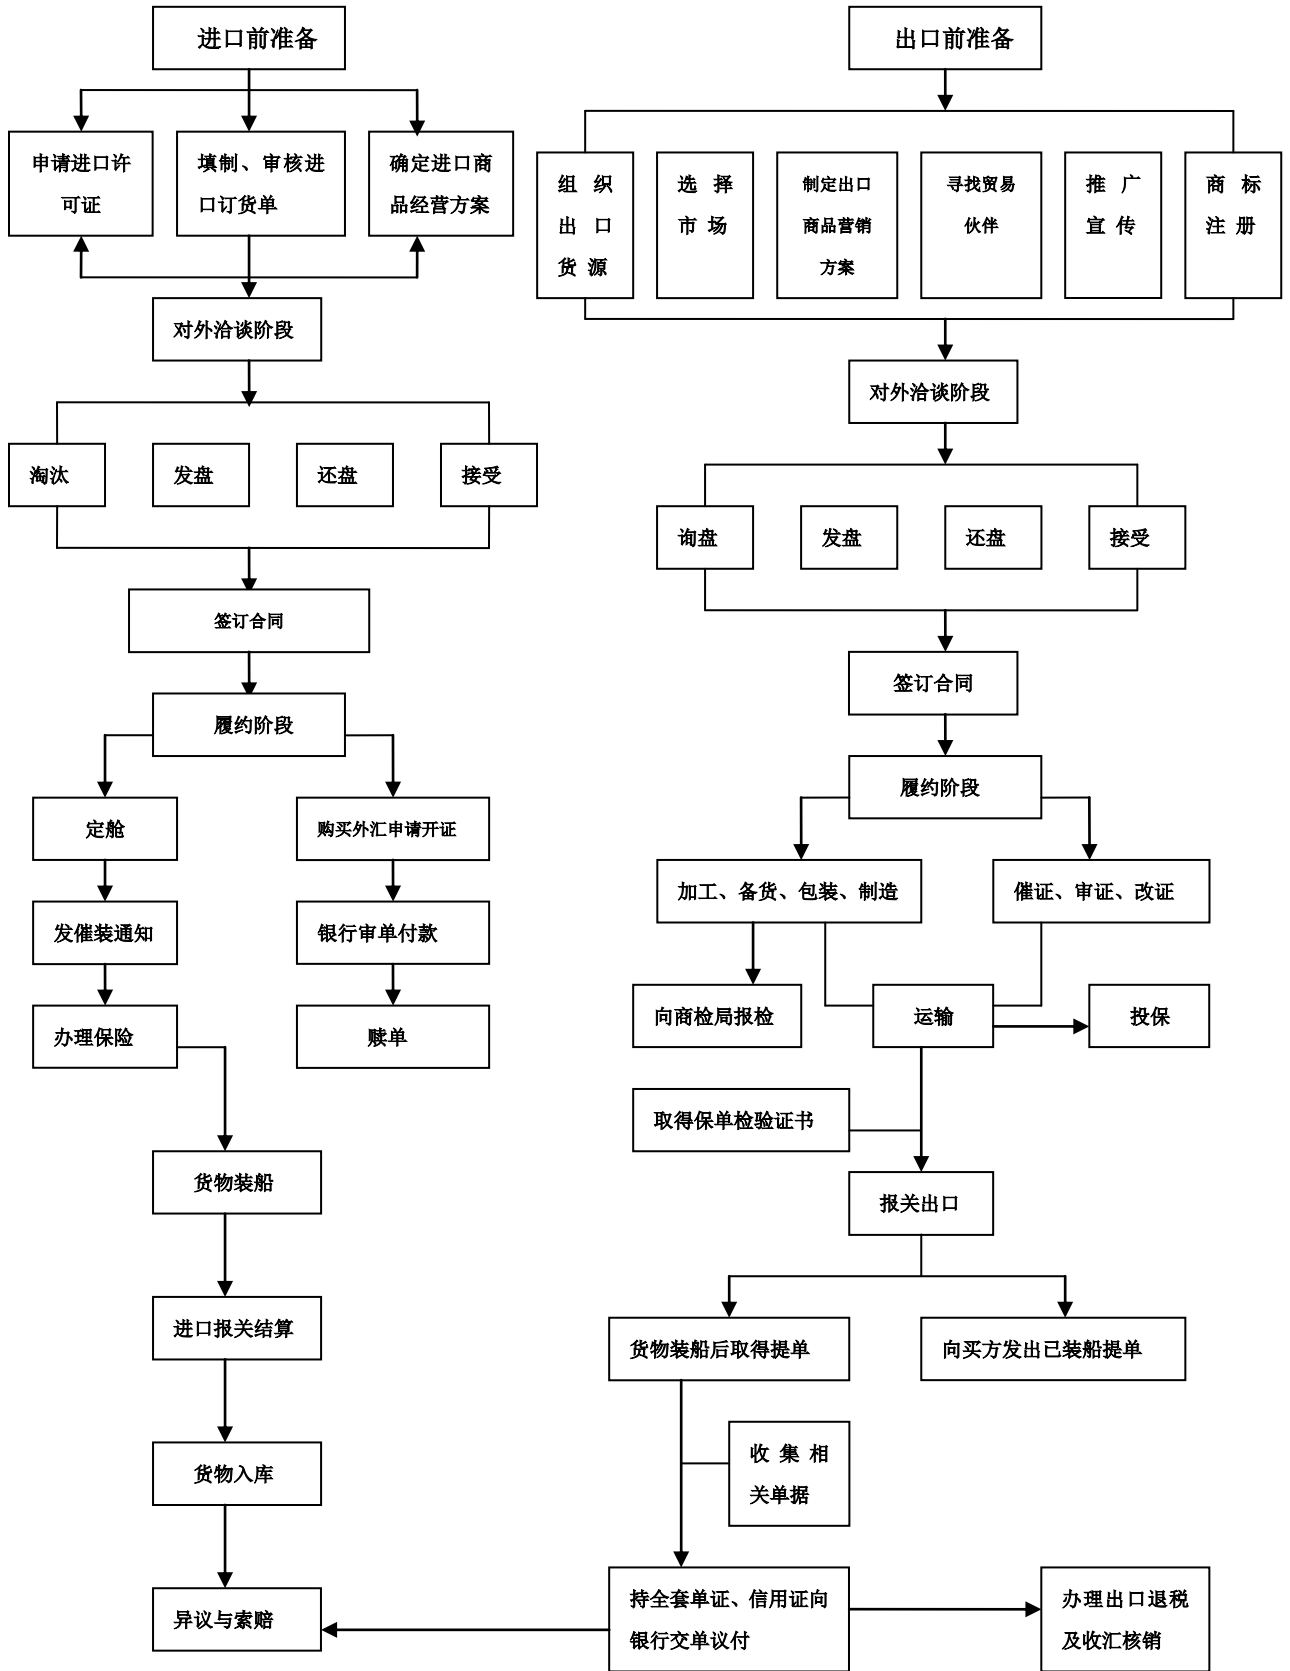 进口前准备
申请进口许
可证
填制、审核进
口订货单
确定进口商
品经营方案
对外洽谈阶段
淘汰
发盘
还盘
接受
签订合同
履约阶段
定舱
购买外汇申请开证
发催装通知
银行审单付款
办理保险
赎单
货物装船
进口报关结算
货物入库
异议与索赔
出口前准备
组织
出口
货源
选择
市场
制定出口
商品营销
方案
寻找贸易
伙伴
推广
宣传
商标
注册
对外洽谈阶段
询盘
发盘
还盘
接受
签订合同
履约阶段
加工、备货、包装、制造
催证、审证、改证
向商检局报检
运输
投保
取得保单检验证书
报关出口
货物装船后取得提单
向买方发出已装船提单
收集相
关单据
持全套单证、信用证向
银行交单议付
办理出口退税
及收汇核销